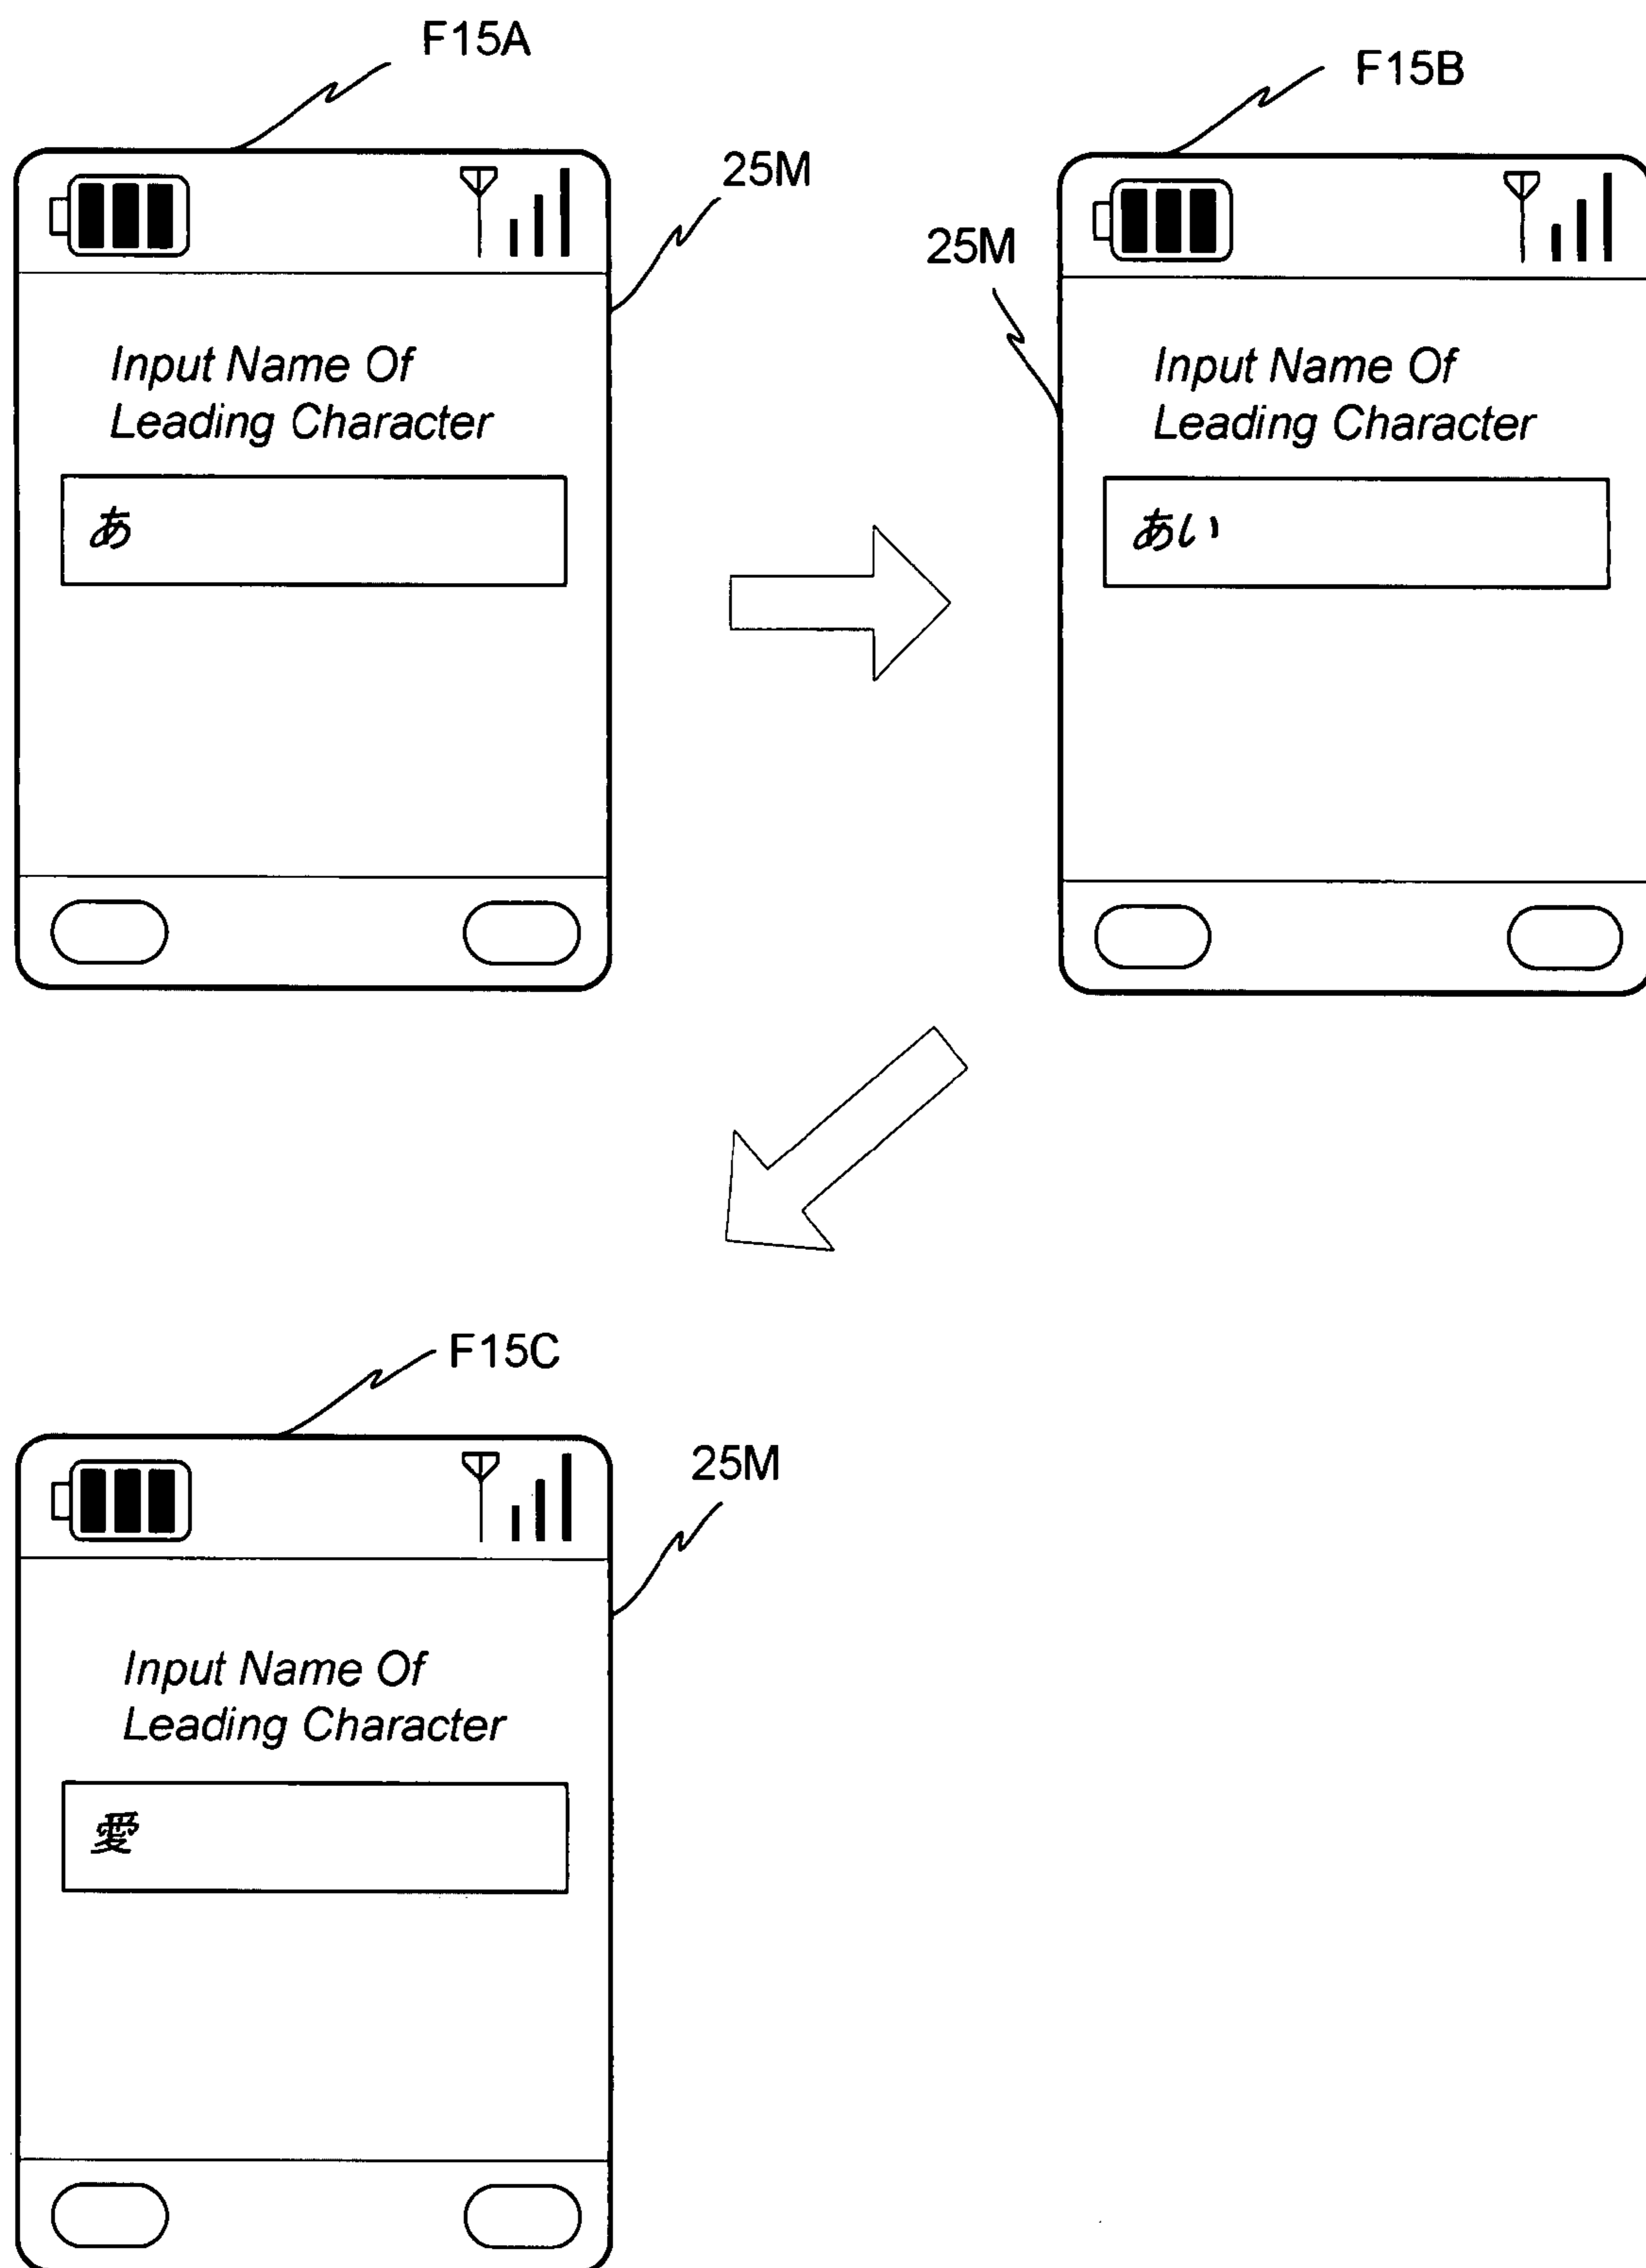 F15A
25M
Input Name Of
Leading Character
あ
F15B
25M
Input Name Of
Leading Character
あい
F15C
25M
Input Name Of
Leading Character
愛